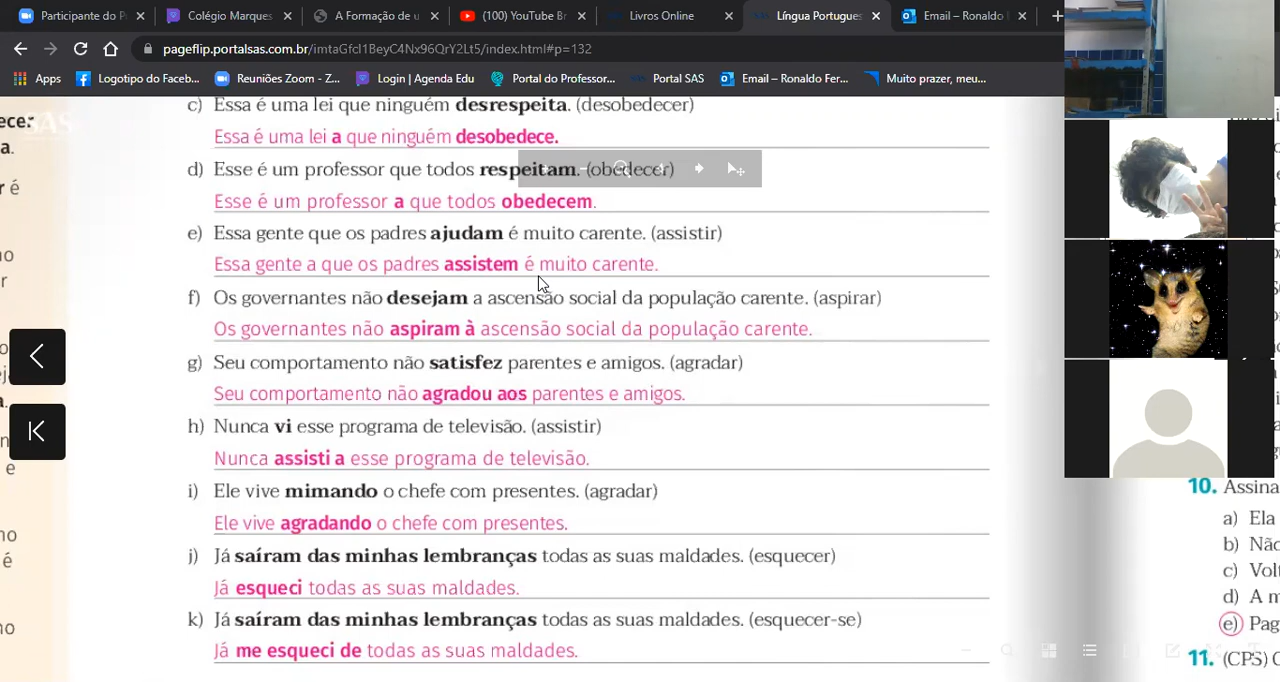 Participante do P
Colégio Marques
A Formação de u
(100) YouTube Br
Livros Online
Língua Portugues
Email – Ronaldo
pageflip.portalsas.com.br/imtaGfcl1BeyC4Nx96QrY2Lt5/index.html#p=132
Apps
Logotipo do Faceb...
Reuniões Zoom - Z...
Login | Agenda Edu
Portal do Professor...
Portal SAS
Email – Ronaldo Fer...
Muito prazer, meu...
c) Essa é uma lei que ninguém desrespeita. (desobedecer)
Essa é uma lei a que ninguém desobedece.
d) Esse é um professor que todos respeitam. (obedecer)
Esse é um professor a que todos obedecem.
e) Essa gente que os padres ajudam é muito carente. (assistir)
Essa gente a que os padres assistem é muito carente.
f) Os governantes não desejam a ascensão social da população carente. (aspirar)
Os governantes não aspiram à ascensão social da população carente.
g) Seu comportamento não satisfez parentes e amigos. (agradar)
Seu comportamento não agradou aos parentes e amigos.
h) Nunca vi esse programa de televisão. (assistir)
Nunca assisti a esse programa de televisão.
i) Ele vive mimando o chefe com presentes. (agradar)
Ele vive agradando o chefe com presentes.
j) Já saíram das minhas lembranças todas as suas maldades. (esquecer)
Já esqueci todas as suas maldades.
k) Já saíram das minhas lembranças todas as suas maldades. (esquecer-se)
Já me esqueci de todas as suas maldades.
10. Assina
a) Ela
b) Não
c) Volt
d) A m
e) Pag
11. (CPS)